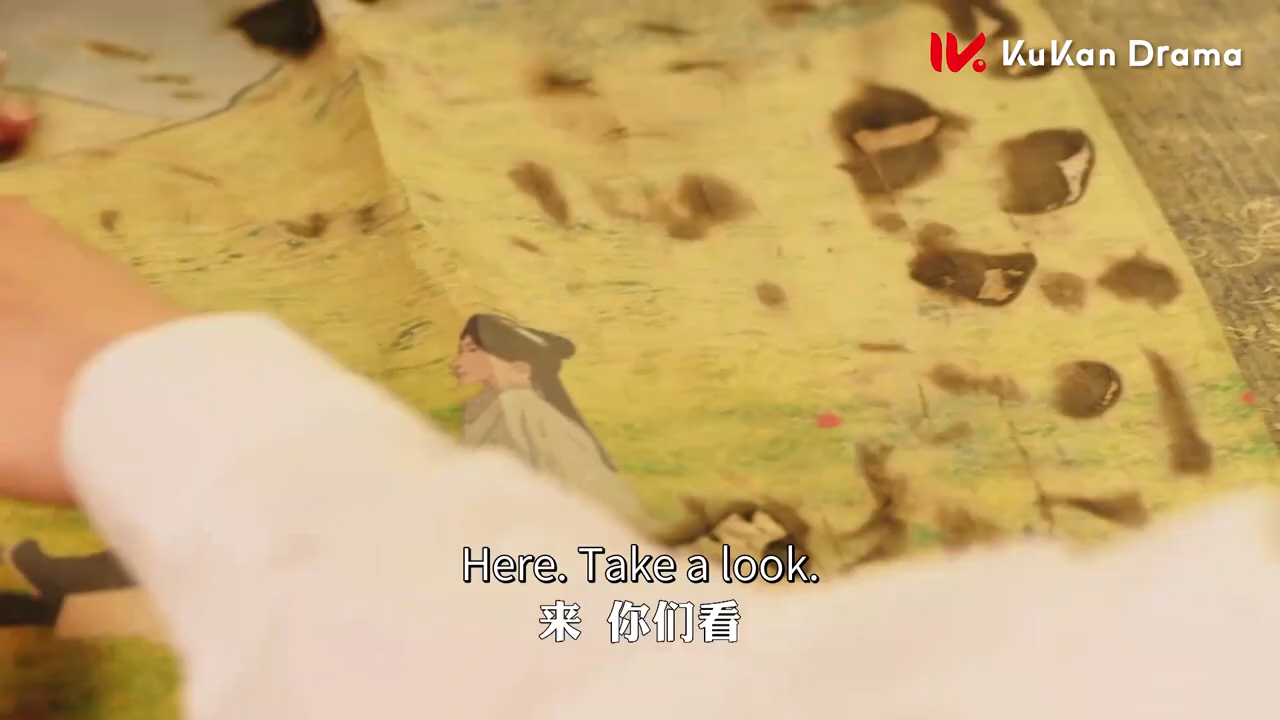 KuKan Drama
Here. Take a look.
来 你们看